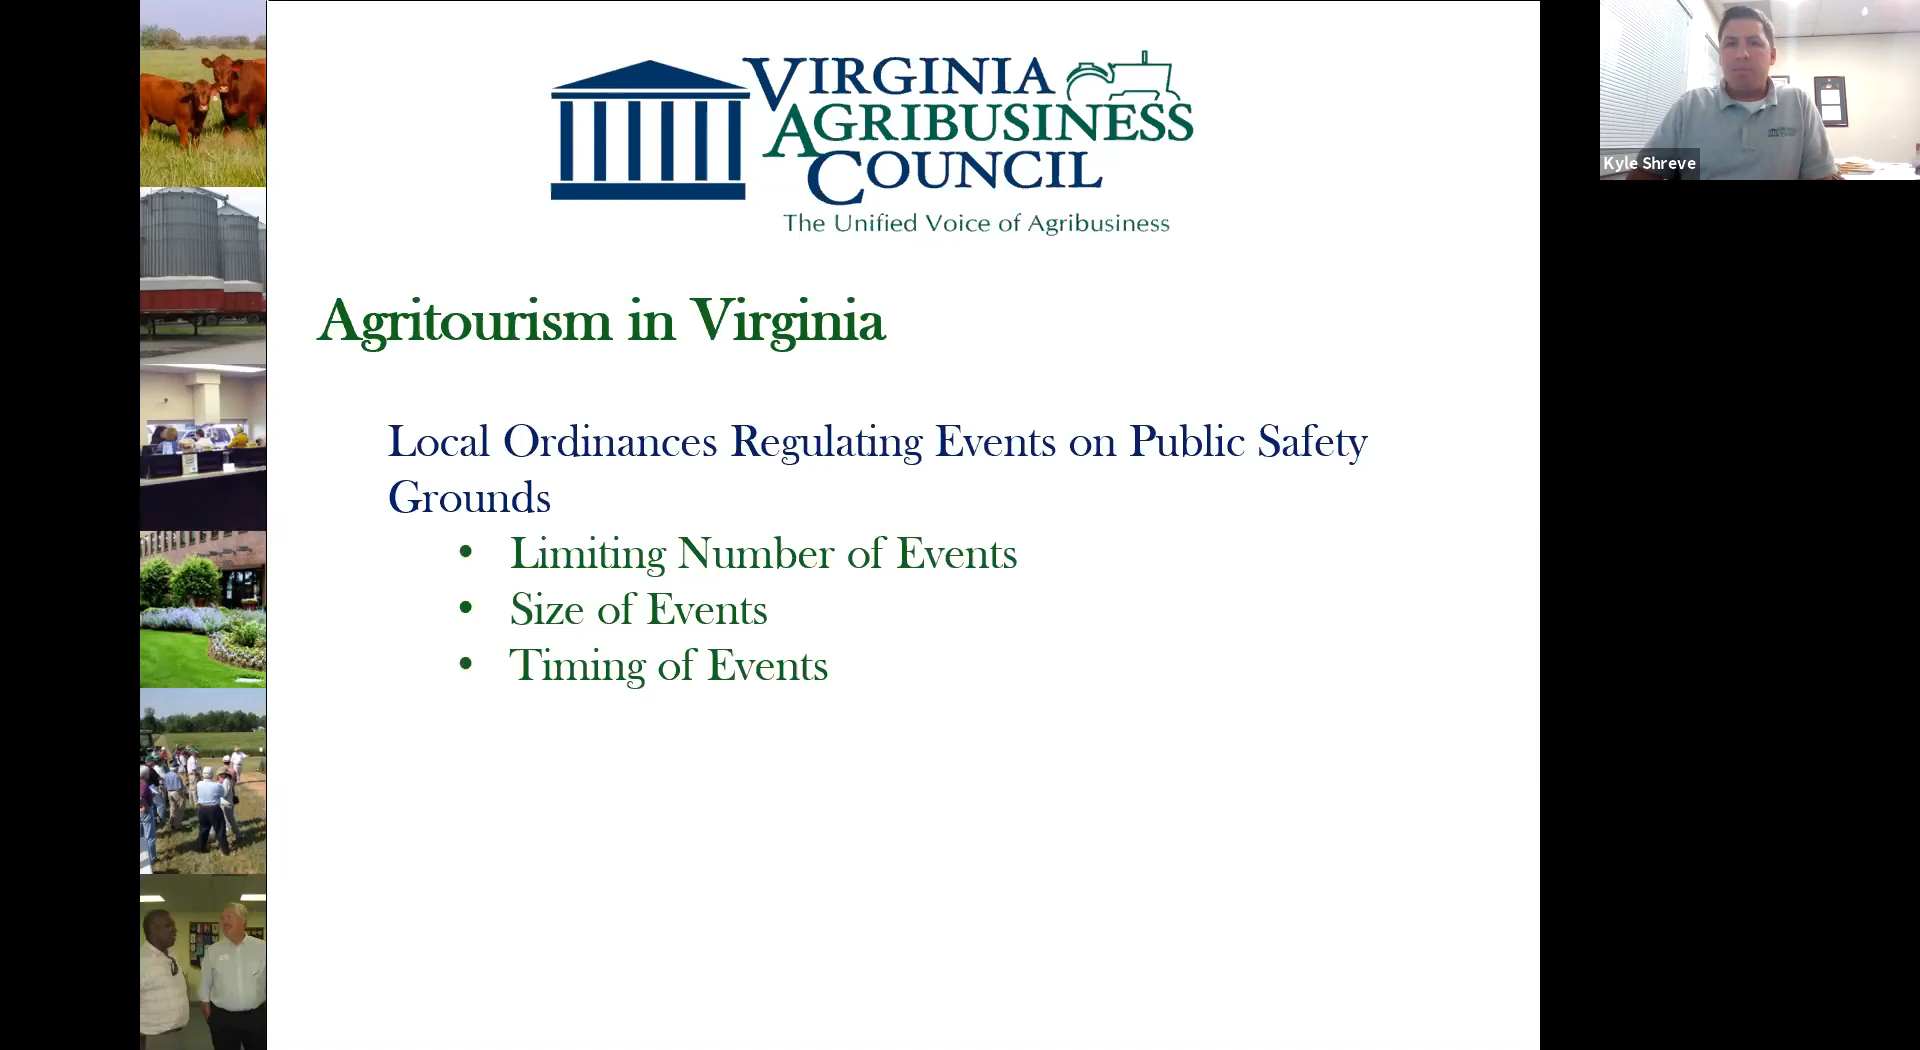 VIRGINIA
AGRIBUSINESS
COUNCIL
The Unified Voice of Agribusiness
Kyle Shreve
Agritourism in Virginia
Local Ordinances Regulating Events on Public Safety
Grounds
• Limiting Number of Events
• Size of Events
• Timing of Events